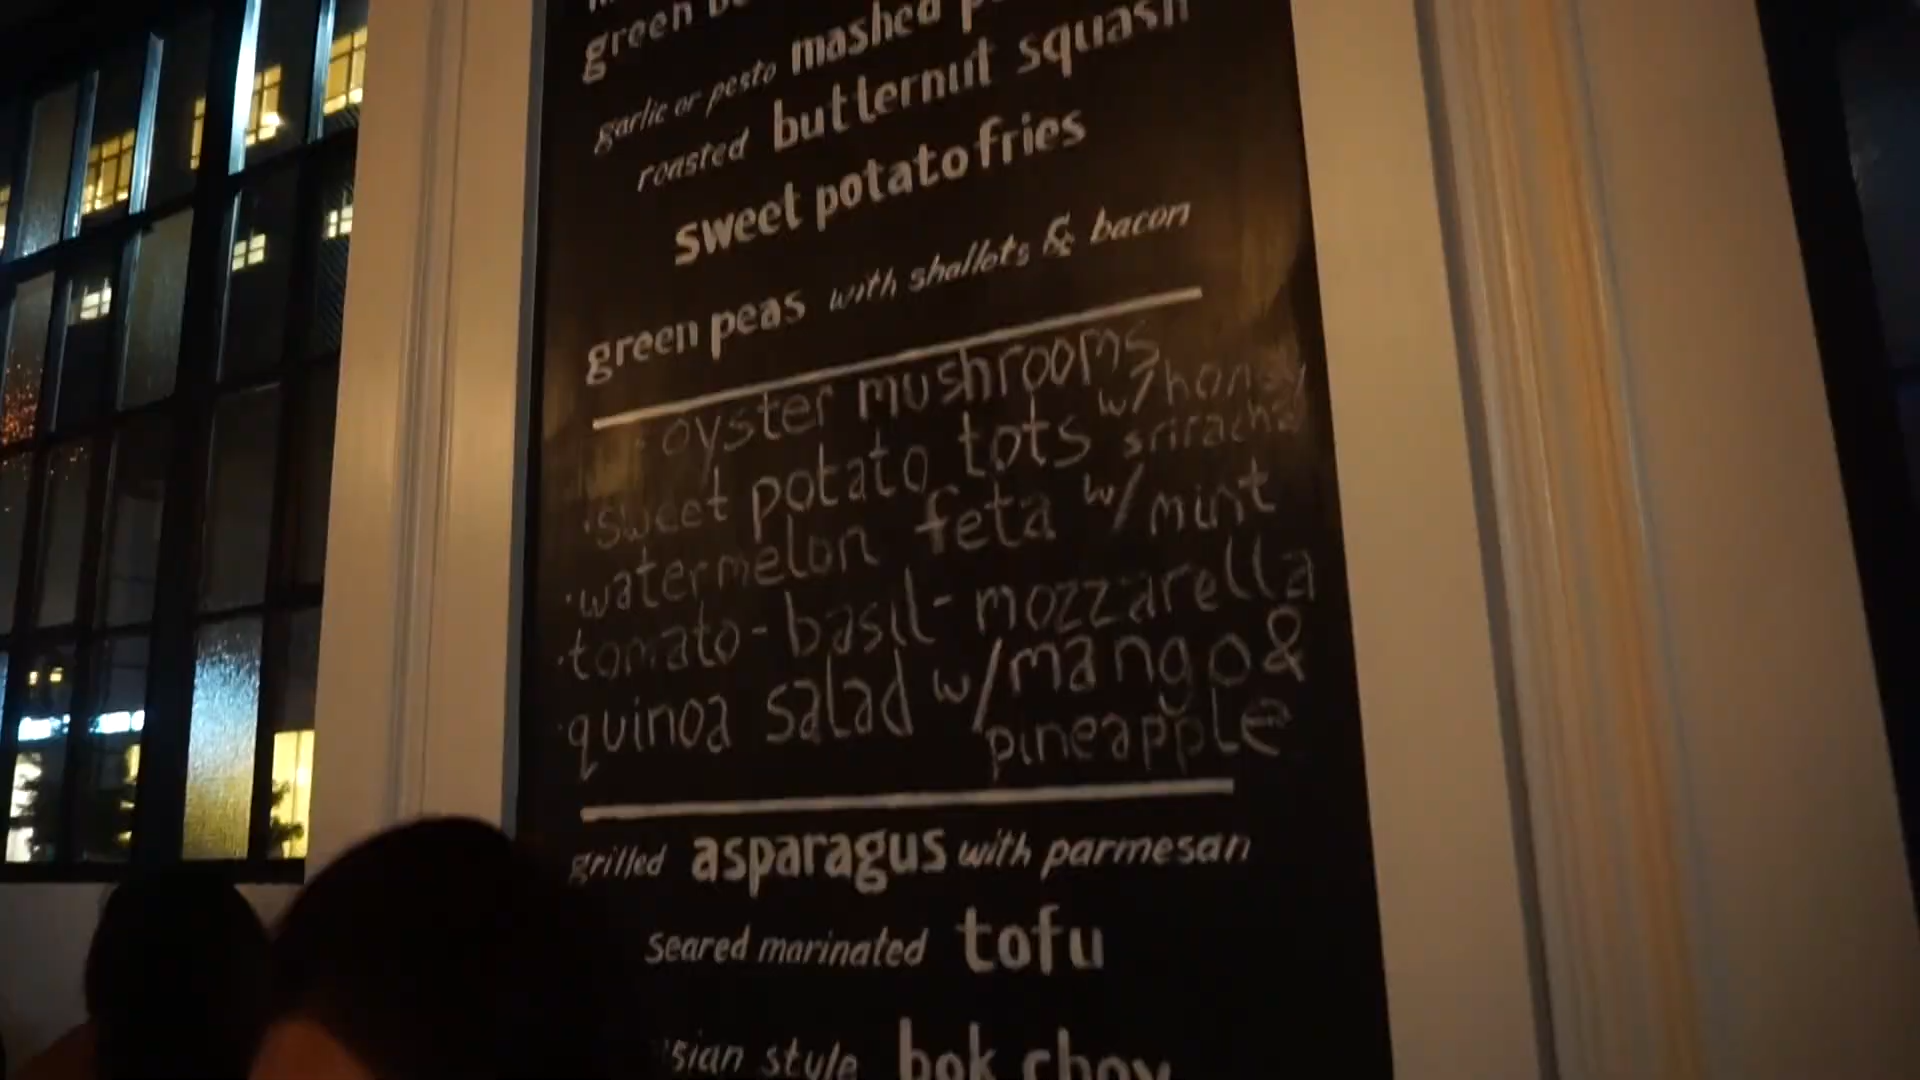 green
garlic or pesto mashed
roasted butternut squash
sweet potato fries
green peas with shallots & bacon
· oyster mushrooms
· sweet potato tots w/honey
sriracha
· watermelon feta w/mint
· tomato-basil-mozzarella
· quinoa salad w/mango &
pineapple
grilled asparagus with parmesan
Seared marinated tofu
style bok choy